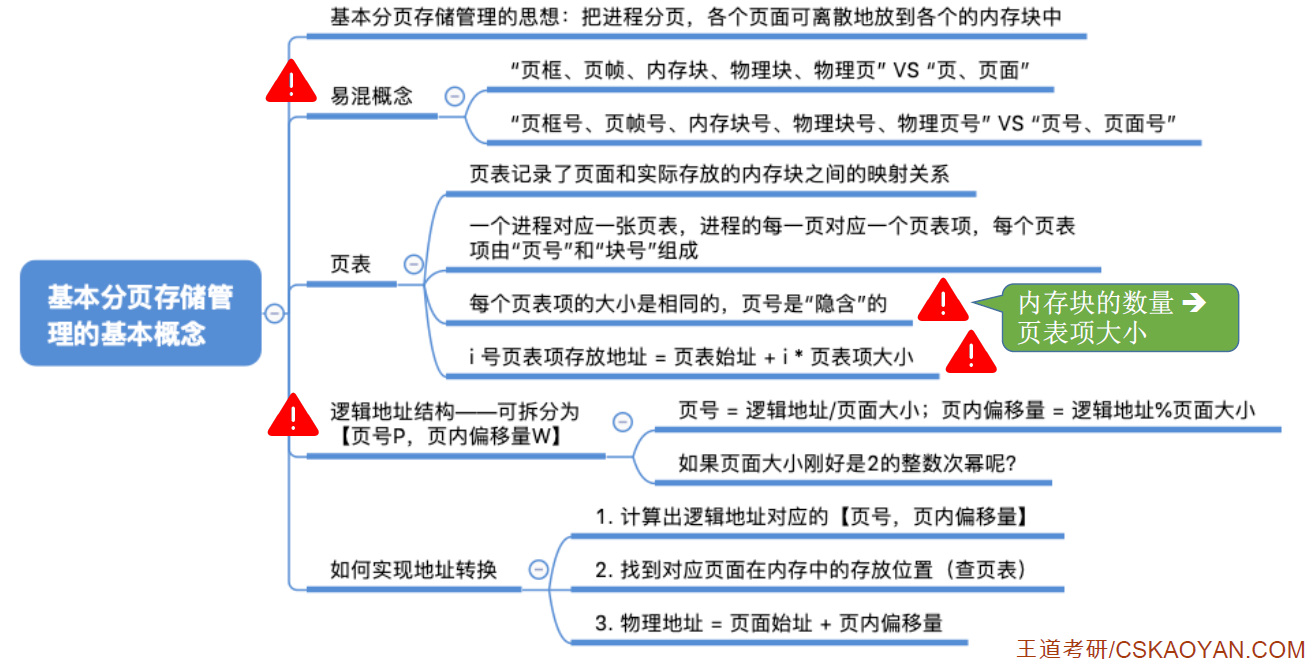 基本分页存储管理的思想：把进程分页，各个页面可离散地放到各个的内存块中
易混概念
“页框、页帧、内存块、物理块、物理页” VS “页、页面”
“页框号、页帧号、内存块号、物理块号、物理页号” VS “页号、页面号”
页表记录了页面和实际存放的内存块之间的映射关系
一个进程对应一张页表，进程的每一页对应一个页表项，每个页表
项由“页号”和“块号”组成
页表
基本分页存储管
理的基本概念
每个页表项的大小是相同的，页号是“隐含”的
内存块的数量 ➔
页表项大小
i 号页表项存放地址 = 页表始址 + i * 页表项大小
逻辑地址结构——可拆分为
【页号P，页内偏移量W】
页号 = 逻辑地址/页面大小；页内偏移量 = 逻辑地址%页面大小
如果页面大小刚好是2的整数次幂呢?
如何实现地址转换
1. 计算出逻辑地址对应的【页号，页内偏移量】
2. 找到对应页面在内存中的存放位置（查页表）
3. 物理地址 = 页面始址 + 页内偏移量
王道考研/CSKAOYAN.COM